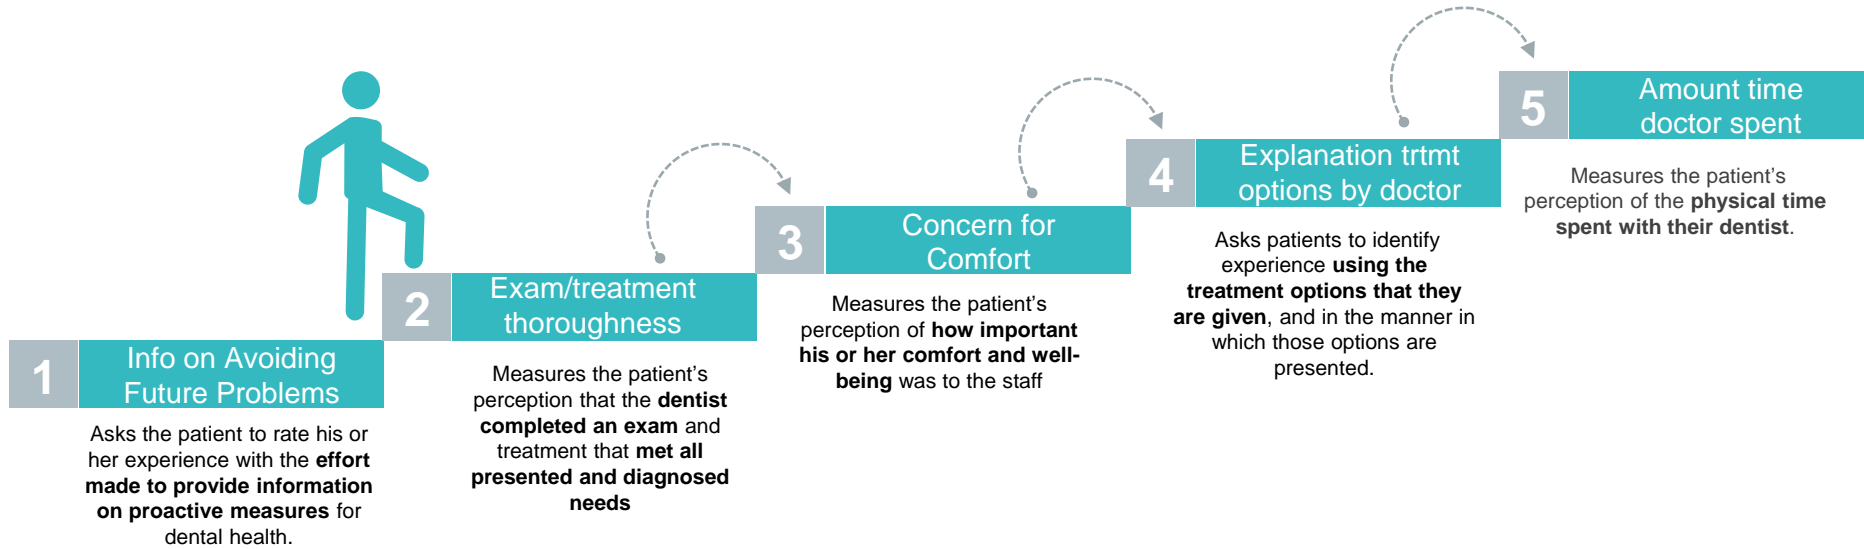 1
Info on Avoiding
Future Problems
Asks the patient to rate his or
her experience with the effort
made to provide information
on proactive measures for
dental health.
2
Exam/treatment
thoroughness
Measures the patient's
perception that the dentist
completed an exam and
treatment that met all
presented and diagnosed
needs
3
Concern for
Comfort
Measures the patient's
perception of how important
his or her comfort and well-
being was to the staff
4
Explanation trtmt
options by doctor
Asks patients to identify
experience using the
treatment options that they
are given, and in the manner in
which those options are
presented.
5
Amount time
doctor spent
Measures the patient's
perception of the physical time
spent with their dentist.